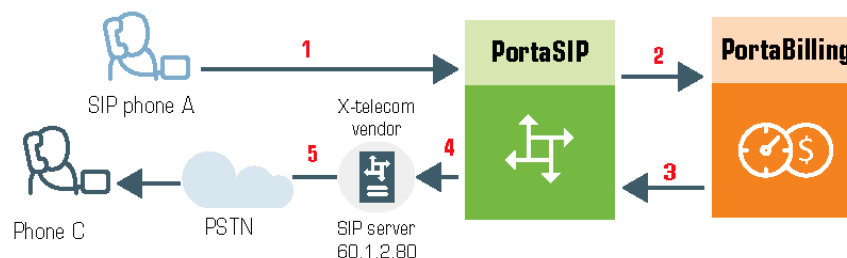 1
PortaSIP
2
PortaBilling
SIP phone A
X-telecom
vendor
5
4
3
Phone C
PSTN
SIP server
60.1.2.80